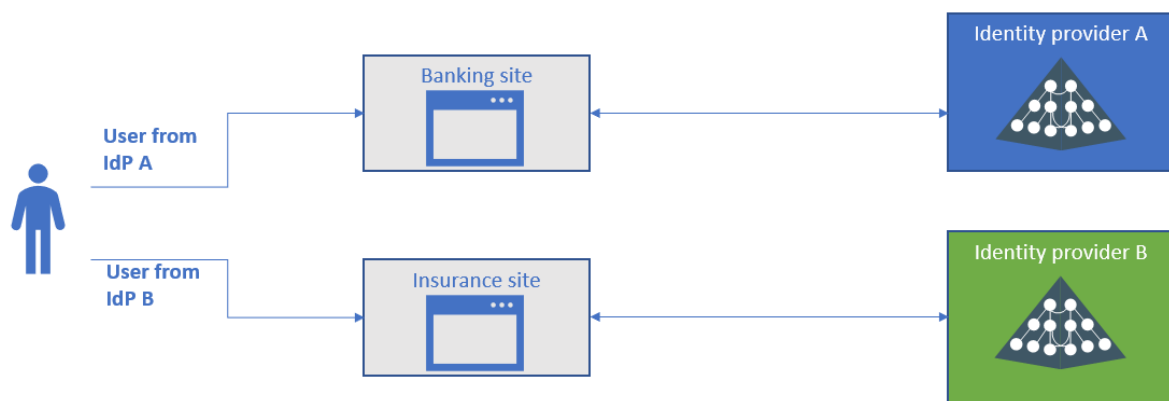 Identity provider A
Banking site
User from
IdP A
Identity provider B
User from
IdP B
Insurance site